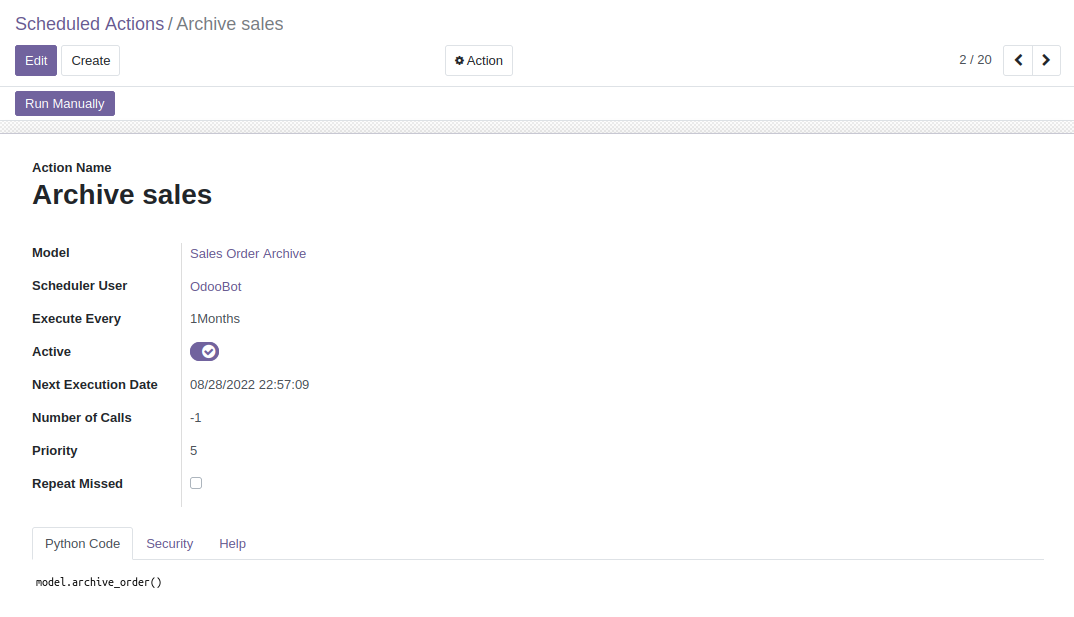 Scheduled Actions / Archive sales
Edit Create Action 2 / 20
Run Manually
Action Name
Archive sales
Model Sales Order Archive
Scheduler User OdooBot
Execute Every 1Months
Active
Next Execution Date 08/28/2022 22:57:09
Number of Calls -1
Priority 5
Repeat Missed
Python Code Security Help
model.archive_order()